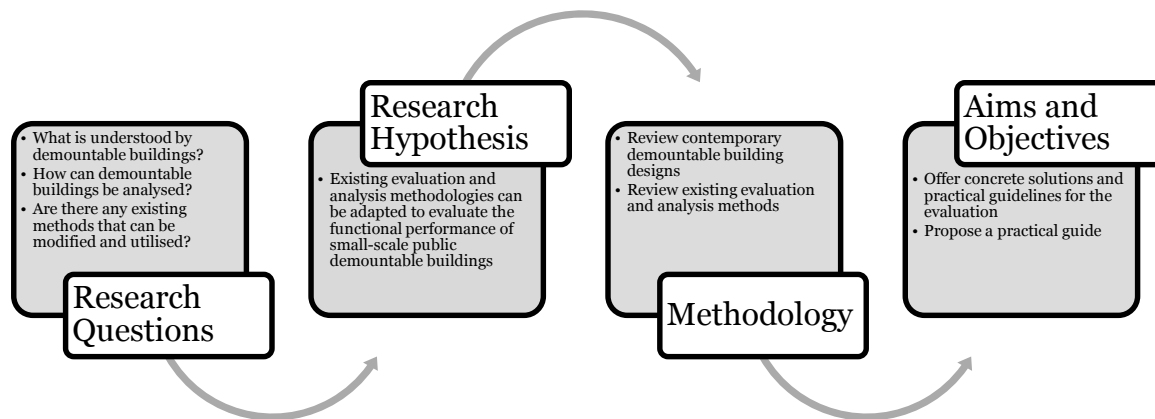 • What is understood by
demountable buildings?
• How can demountable
buildings be analysed?
• Are there any existing
methods that can be
modified and utilised?
Research
Questions
Research
Hypothesis
• Existing evaluation and
analysis methodologies can
be adapted to evaluate the
functional performance of
small-scale public
demountable buildings
• Review contemporary
demountable building
designs
• Review existing evaluation
and analysis methods
Methodology
Aims and
Objectives
• Offer concrete solutions and
practical guidelines for the
evaluation
• Propose a practical guide